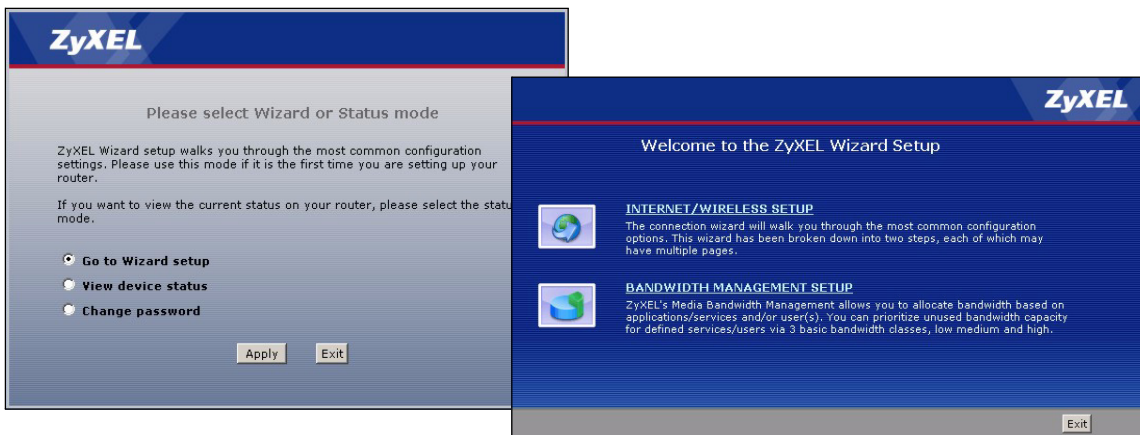 ZyXEL
Please select Wizard or Status mode
ZyXEL Wizard setup walks you through the most common configuration
settings. Please use this mode if it is the first time you are setting up your
router.
If you want to view the current status on your router, please select the statu
mode.
Go to Wizard setup
View device status
Change password
Apply
Exit
ZyXEL
Welcome to the ZyXEL Wizard Setup
INTERNET/WIRELESS SETUP
The connection wizard will walk you through the most common configuration
options. This wizard has been broken down into two steps, each of which may
have multiple pages.
BANDWIDTH MANAGEMENT SETUP
ZyXEL's Media Bandwidth Management allows you to allocate bandwidth based on
applications/services and/or user(s). You can prioritize unused bandwidth capacity
for defined services/users via 3 basic bandwidth classes, low medium and high.
Exit